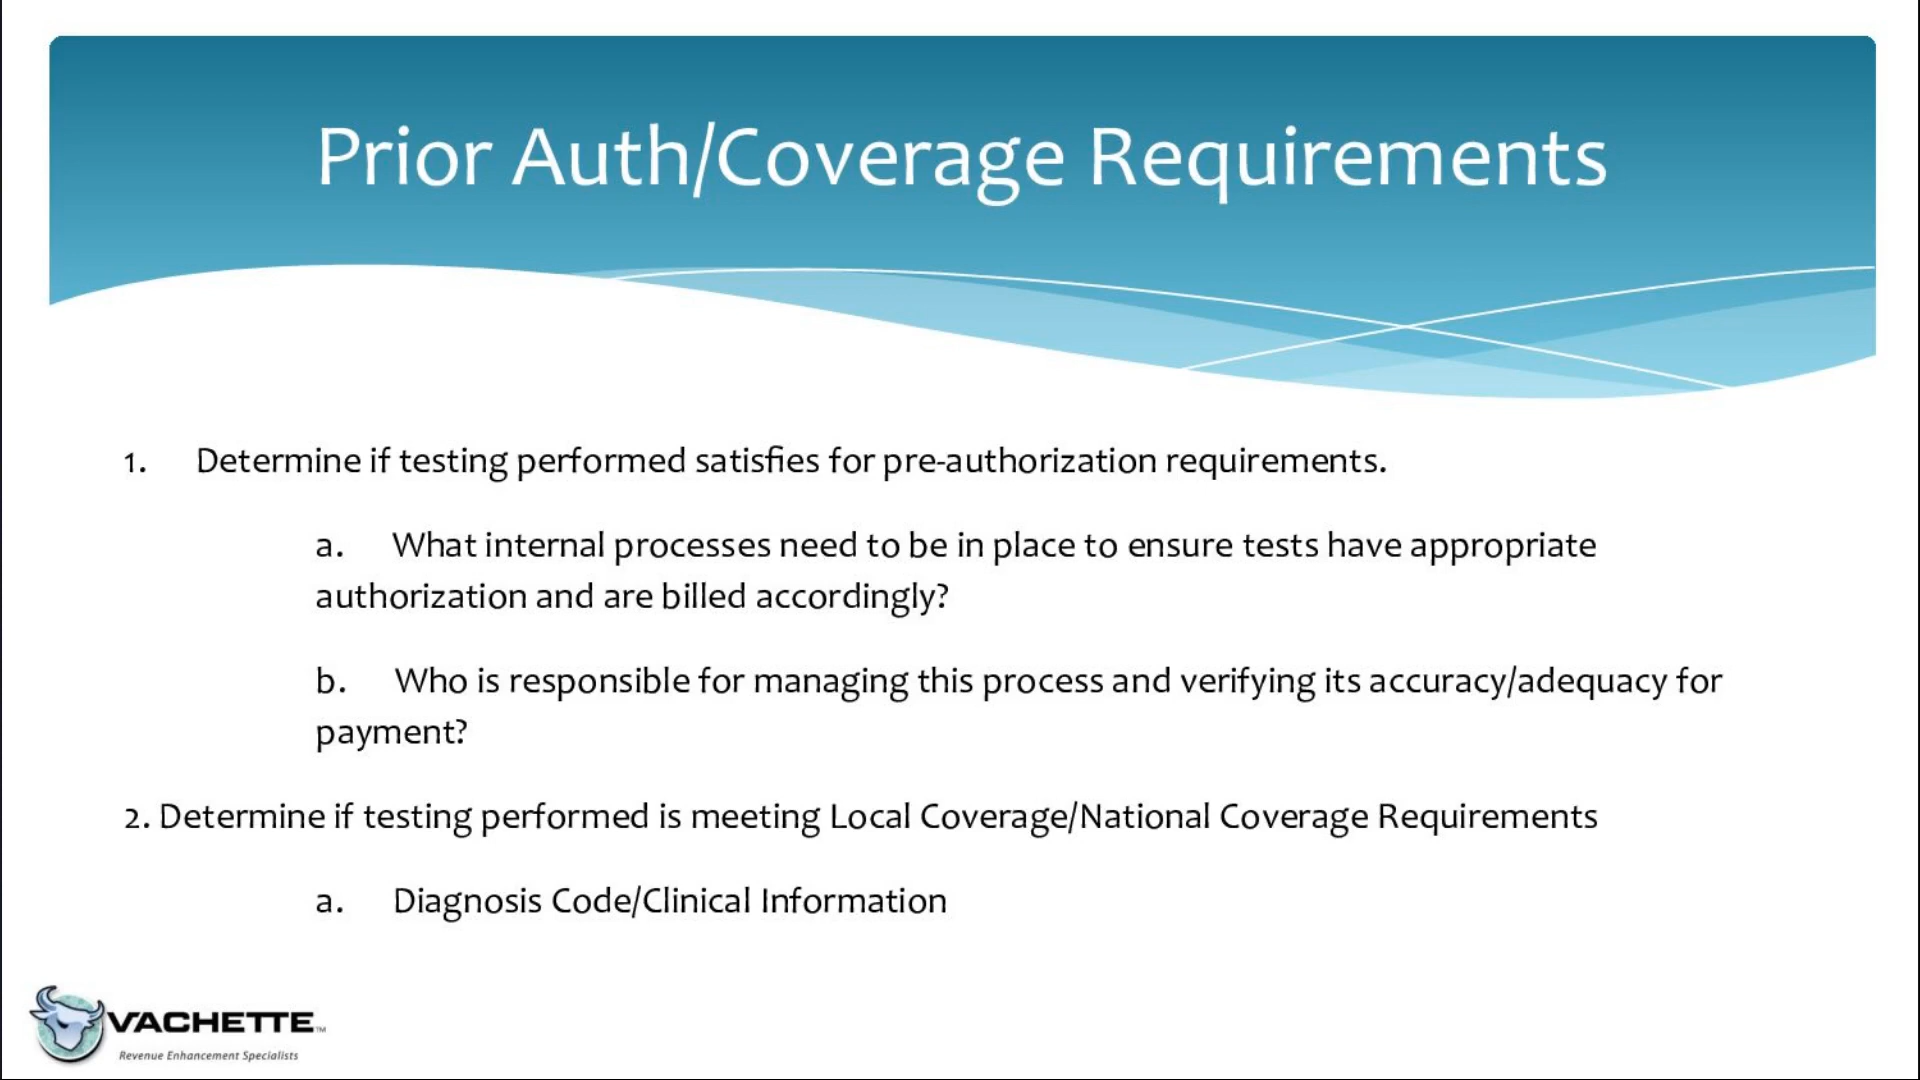 Prior Auth/Coverage Requirements
1. Determine if testing performed satisfies for pre-authorization requirements.
a. What internal processes need to be in place to ensure tests have appropriate
authorization and are billed accordingly?
b. Who is responsible for managing this process and verifying its accuracy/adequacy for
payment?
2. Determine if testing performed is meeting Local Coverage/National Coverage Requirements
a. Diagnosis Code/Clinical Information
VACHETTE™
Revenue Enhancement Specialists